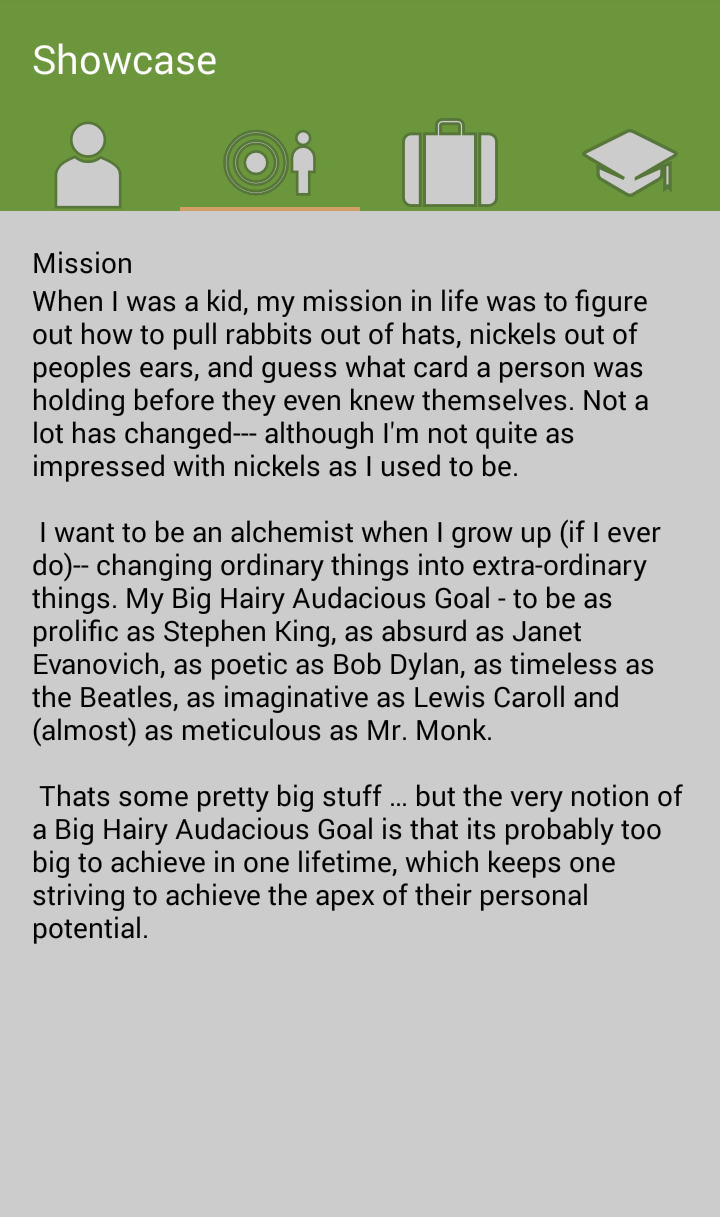 Showcase
Mission
When I was a kid, my mission in life was to figure
out how to pull rabbits out of hats, nickels out of
peoples ears, and guess what card a person was
holding before they even knew themselves. Not a
lot has changed--- although I'm not quite as
impressed with nickels as I used to be.
I want to be an alchemist when I grow up (if I ever
do)-- changing ordinary things into extra-ordinary
things. My Big Hairy Audacious Goal - to be as
prolific as Stephen King, as absurd as Janet
Evanovich, as poetic as Bob Dylan, as timeless as
the Beatles, as imaginative as Lewis Caroll and
(almost) as meticulous as Mr. Monk.
Thats some pretty big stuff ... but the very notion of
a Big Hairy Audacious Goal is that its probably too
big to achieve in one lifetime, which keeps one
striving to achieve the apex of their personal
potential.